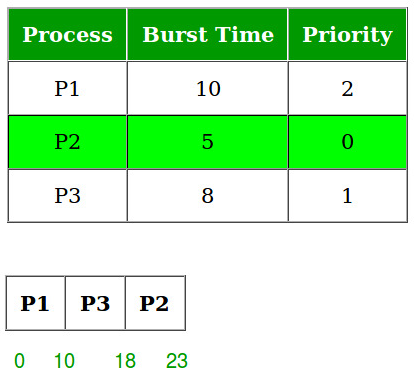 Process Burst Time Priority
P1 10 2
P2 5 0
P3 8 1
P1 P3 P2
0 10 18 23